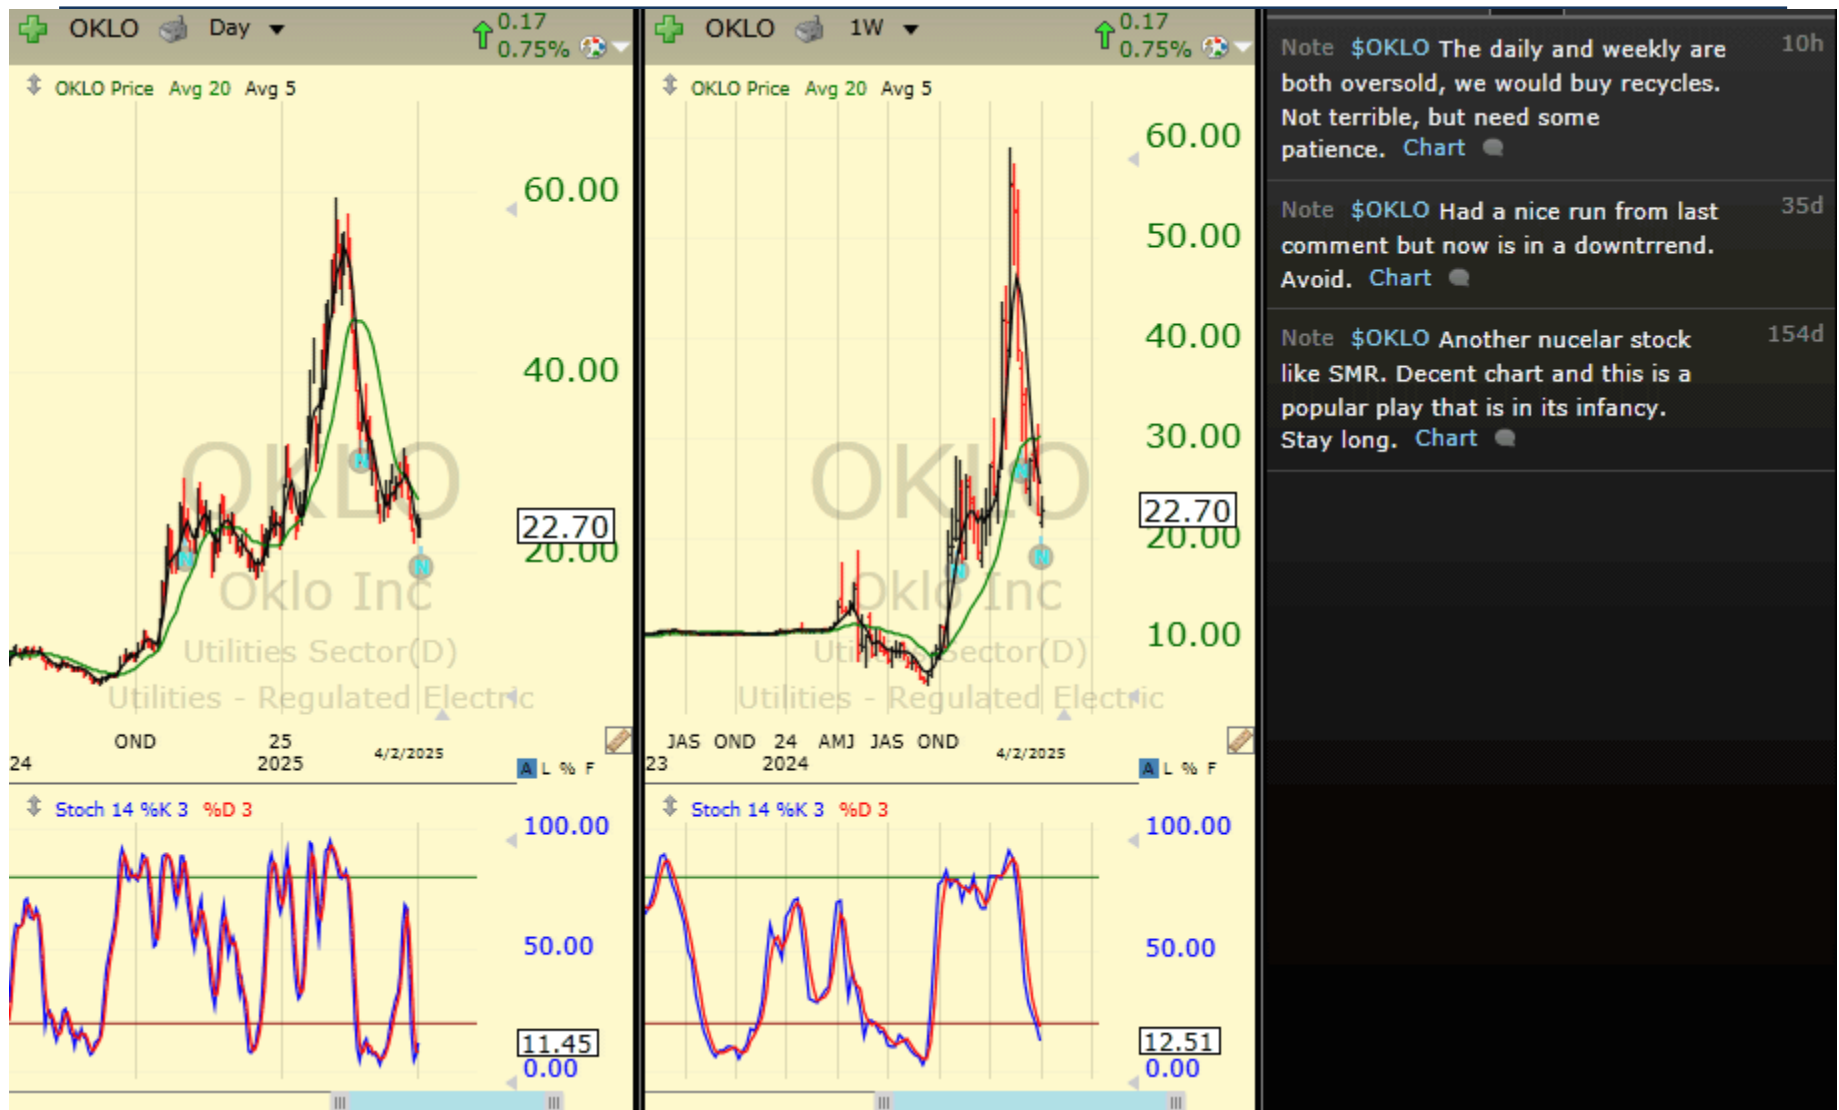 OKLO Day 0.17
0.75%
OKLO Price Avg 20 Avg 5
60.00
40.00
22.70
20.00
OKLO
Oklo Inc
Utilities Sector(D)
Utilities - Regulated Electric
N
N
N
OND 25 4/2/2025
24 2025
A L % F
Stoch 14 %K 3 %D 3
100.00
50.00
11.45
0.00
OKLO 1W 0.17
0.75%
OKLO Price Avg 20 Avg 5
60.00
50.00
40.00
30.00
22.70
20.00
10.00
OKLO
Oklo Inc
Utilities Sector(D)
Utilities - Regulated Electric
N
N
N
JAS OND 24 AMJ JAS OND 4/2/2025
23 2024
A L % F
Stoch 14 %K 3 %D 3
100.00
50.00
12.51
0.00
Note $OKLO The daily and weekly are 10h
both oversold, we would buy recycles.
Not terrible, but need some
patience. Chart
Note $OKLO Had a nice run from last 35d
comment but now is in a downtrrend.
Avoid. Chart
Note $OKLO Another nucelar stock 154d
like SMR. Decent chart and this is a
popular play that is in its infancy.
Stay long. Chart